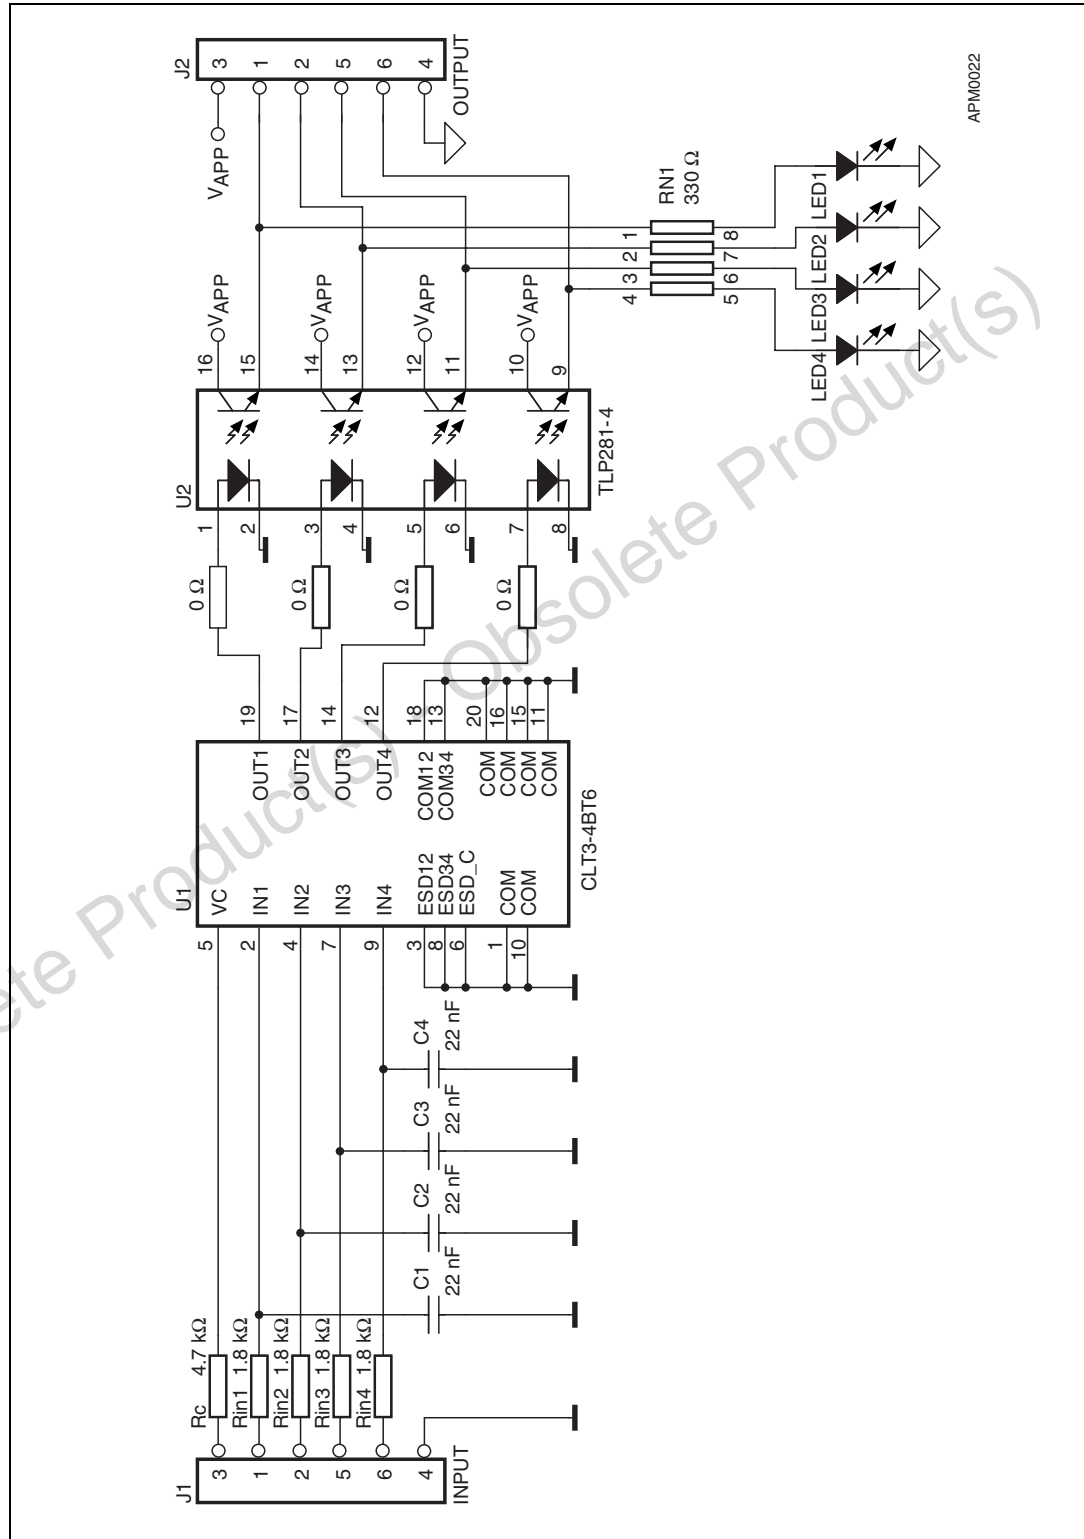 J1
3
1
2
5
6
4
INPUT
Rc 4.7 kΩ
Rin1 1.8 kΩ
Rin2 1.8 kΩ
Rin3 1.8 kΩ
Rin4 1.8 kΩ
C1
22 nF
C2
22 nF
C3
22 nF
C4
22 nF
U1
5 VC
2 IN1
4 IN2
7 IN3
9 IN4
3 ESD12
8 ESD34
6 ESD_C
1 COM
10 COM
OUT1 19
OUT2 17
OUT3 14
OUT4 12
COM12 18
COM34 13
COM 20
COM 16
COM 15
COM 11
CLT3-4BT6
0 Ω
0 Ω
0 Ω
0 Ω
U2
1
2
3
4
5
6
7
8
16
15
14
13
12
11
10
9
TLP281-4
VAPP
VAPP
VAPP
VAPP
VAPP
J2
3
1
2
5
6
4
OUTPUT
RN1
330 Ω
1
2
3
4
8
7
6
5
LED1
LED2
LED3
LED4
APM0022
ete Product(s) - Obsolete Product(s)